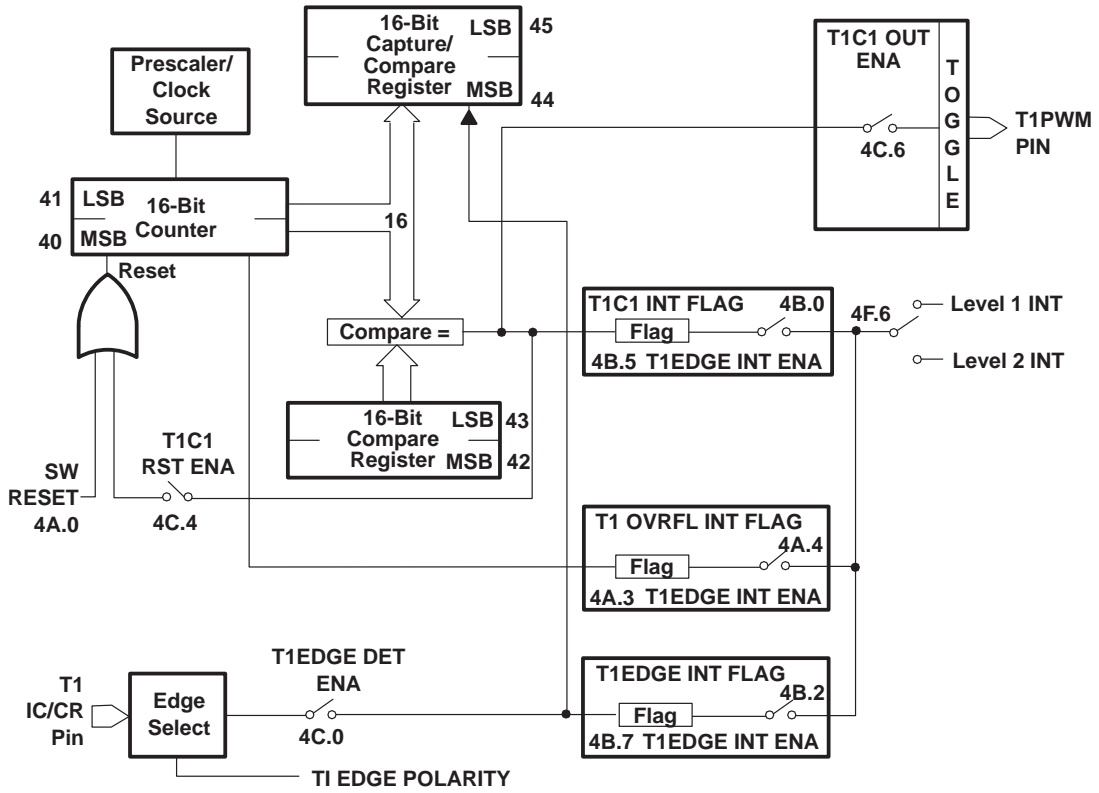 16-Bit
Capture/
Compare
Register
LSB
MSB
45
44
Prescaler/
Clock
Source
T1C1 OUT
ENA
4C.6
TOGGLE
T1PWM
PIN
41
40
LSB
MSB
16-Bit
Counter
Reset
16
Compare =
16-Bit
Compare
Register
LSB
MSB
43
42
T1C1 INT FLAG
4B.0
Flag
4B.5 T1EDGE INT ENA
4F.6
Level 1 INT
Level 2 INT
SW
RESET
4A.0
T1C1
RST ENA
4C.4
T1 OVRFL INT FLAG
4A.4
Flag
4A.3 T1EDGE INT ENA
T1
IC/CR
Pin
Edge
Select
T1EDGE DET
ENA
4C.0
T1EDGE INT FLAG
4B.2
Flag
4B.7 T1EDGE INT ENA
TI EDGE POLARITY